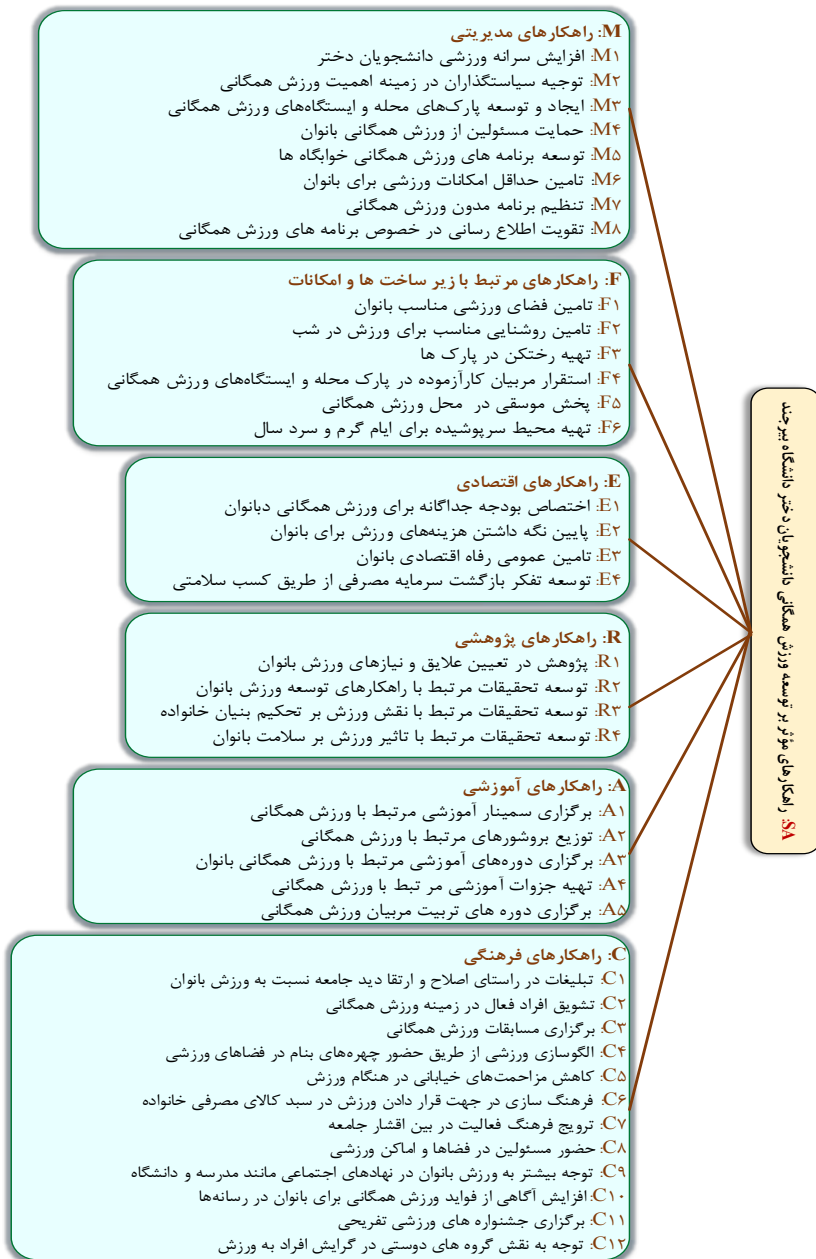 SA: راهکارهای مؤثر بر توسعه ورزش همگانی دانشجویان دختر دانشگاه بیرجند
M: راهکارهای مدیریتی
M۱: افزایش سرانه ورزشی دانشجویان دختر
M۲: توجیه سیاستگذاران در زمینه اهمیت ورزش همگانی
M۳: ایجاد و توسعه پارک‌های محله و ایستگاه‌های ورزش همگانی
M۴: حمایت مسئولین از ورزش همگانی بانوان
M۵: توسعه برنامه های ورزش همگانی خوابگاه ها
M۶: تامین حداقل امکانات ورزشی برای بانوان
M۷: تنظیم برنامه مدون ورزش همگانی
M۸: تقویت اطلاع رسانی در خصوص برنامه های ورزش همگانی
F: راهکارهای مرتبط با زیر ساخت ها و امکانات
F۱: تامین فضای ورزشی مناسب بانوان
F۲: تامین روشنایی مناسب برای ورزش در شب
F۳: تهیه رختکن در پارک ها
F۴: استقرار مربیان کارآزموده در پارک محله و ایستگاه‌های ورزش همگانی
F۵: پخش موسقی در محل ورزش همگانی
F۶: تهیه محیط سرپوشیده برای ایام گرم و سرد سال
E: راهکارهای اقتصادی
E۱: اختصاص بودجه جداگانه برای ورزش همگانی دبانوان
E۲: پایین نگه داشتن هزینه‌های ورزش برای بانوان
E۳: تامین عمومی رفاه اقتصادی بانوان
E۴: توسعه تفکر بازگشت سرمایه مصرفی از طریق کسب سلامتی
R: راهکارهای پژوهشی
R۱: پژوهش در تعیین علایق و نیازهای ورزش بانوان
R۲: توسعه تحقیقات مرتبط با راهکارهای توسعه ورزش بانوان
R۳: توسعه تحقیقات مرتبط با نقش ورزش بر تحکیم بنیان خانواده
R۴: توسعه تحقیقات مرتبط با تاثیر ورزش بر سلامت بانوان
A: راهکارهای آموزشی
A۱: برگزاری سمینار آموزشی مرتبط با ورزش همگانی
A۲: توزیع بروشورهای مرتبط با ورزش همگانی
A۳: برگزاری دوره‌های آموزشی مرتبط با ورزش همگانی بانوان
A۴: تهیه جزوات آموزشی مر تبط با ورزش همگانی
A۵: برگزاری دوره های تربیت مربیان ورزش همگانی
C: راهکارهای فرهنگی
C۱: تبلیغات در راستای اصلاح و ارتقا دید جامعه نسبت به ورزش بانوان
C۲: تشویق افراد فعال در زمینه ورزش همگانی
C۳: برگزاری مسابقات ورزش همگانی
C۴: الگوسازی ورزشی از طریق حضور چهره‌های بنام در فضاهای ورزشی
C۵: کاهش مزاحمت‌های خیابانی در هنگام ورزش
C۶: فرهنگ سازی در جهت قرار دادن ورزش در سبد کالای مصرفی خانواده
C۷: ترویج فرهنگ فعالیت در بین اقشار جامعه
C۸: حضور مسئولین در فضاها و اماکن ورزشی
C۹: توجه بیشتر به ورزش بانوان در نهادهای اجتماعی مانند مدرسه و دانشگاه
C۱۰: افزایش آگاهی از فواید ورزش همگانی برای بانوان در رسانه‌ها
C۱۱: برگزاری جشنواره های ورزشی تفریحی
C۱۲: توجه به نقش گروه های دوستی در گرایش افراد به ورزش